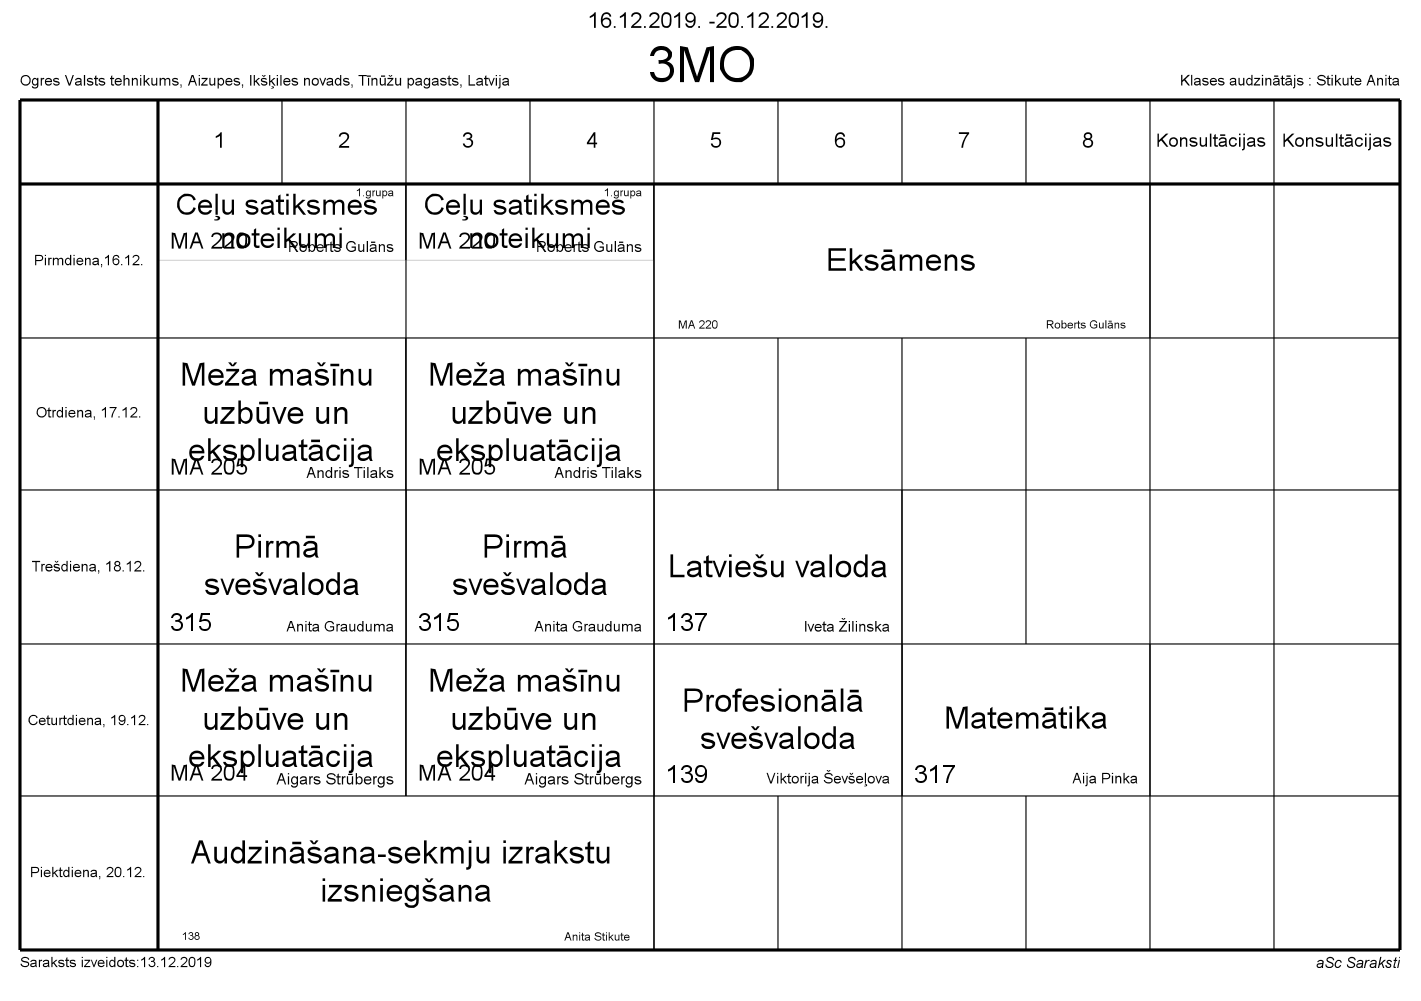 16.12.2019. -20.12.2019.
3MO
Ogres Valsts tehnikums, Aizupes, Ikšķiles novads, Tīnūžu pagasts, Latvija
Klases audzinātājs : Stikute Anita
1 2 3 4 5 6 7 8 Konsultācijas Konsultācijas
Pirmdiena,16.12.
1.grupa
Ceļu satiksmes
noteikumi
MA 220
Roberts Gulāns
1.grupa
Ceļu satiksmes
noteikumi
MA 220
Roberts Gulāns
Eksāmens
MA 220
Roberts Gulāns
Otrdiena, 17.12.
Meža mašīnu
uzbūve un
ekspluatācija
MA 205
Andris Tilaks
Meža mašīnu
uzbūve un
ekspluatācija
MA 205
Andris Tilaks
Trešdiena, 18.12.
Pirmā
svešvaloda
315
Anita Grauduma
Pirmā
svešvaloda
315
Anita Grauduma
Latviešu valoda
137
Iveta Žilinska
Ceturtdiena, 19.12.
Meža mašīnu
uzbūve un
ekspluatācija
MA 204
Aigars Strūbergs
Meža mašīnu
uzbūve un
ekspluatācija
MA 204
Aigars Strūbergs
Profesionālā
svešvaloda
139
Viktorija Ševšeļova
Matemātika
317
Aija Pinka
Piektdiena, 20.12.
Audzināšana-sekmju izrakstu
izsniegšana
138
Anita Stikute
Saraksts izveidots:13.12.2019
aSc Saraksti